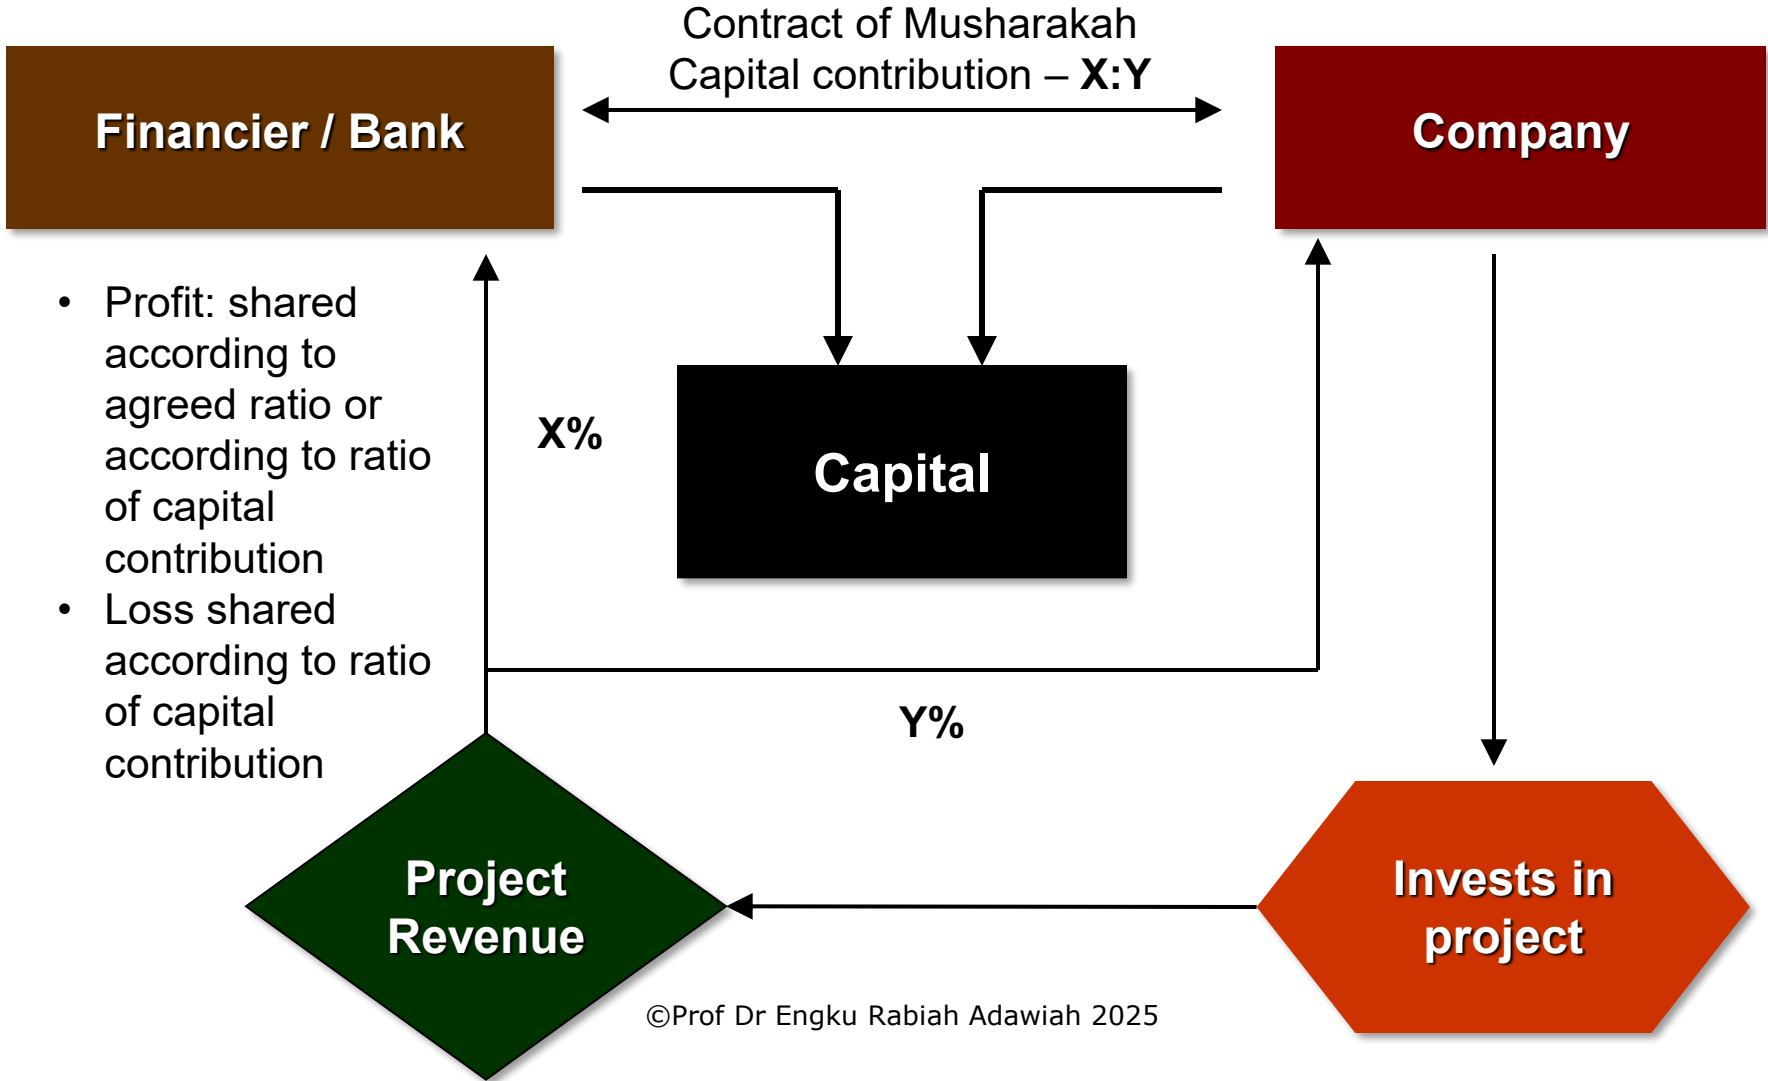 Contract of Musharakah
Capital contribution – X:Y
Financier / Bank
Company
• Profit: shared
according to
agreed ratio or
according to ratio
of capital
contribution
• Loss shared
according to ratio
of capital
contribution
X%
Capital
Y%
Project
Revenue
Invests in
project
©Prof Dr Engku Rabiah Adawiah 2025